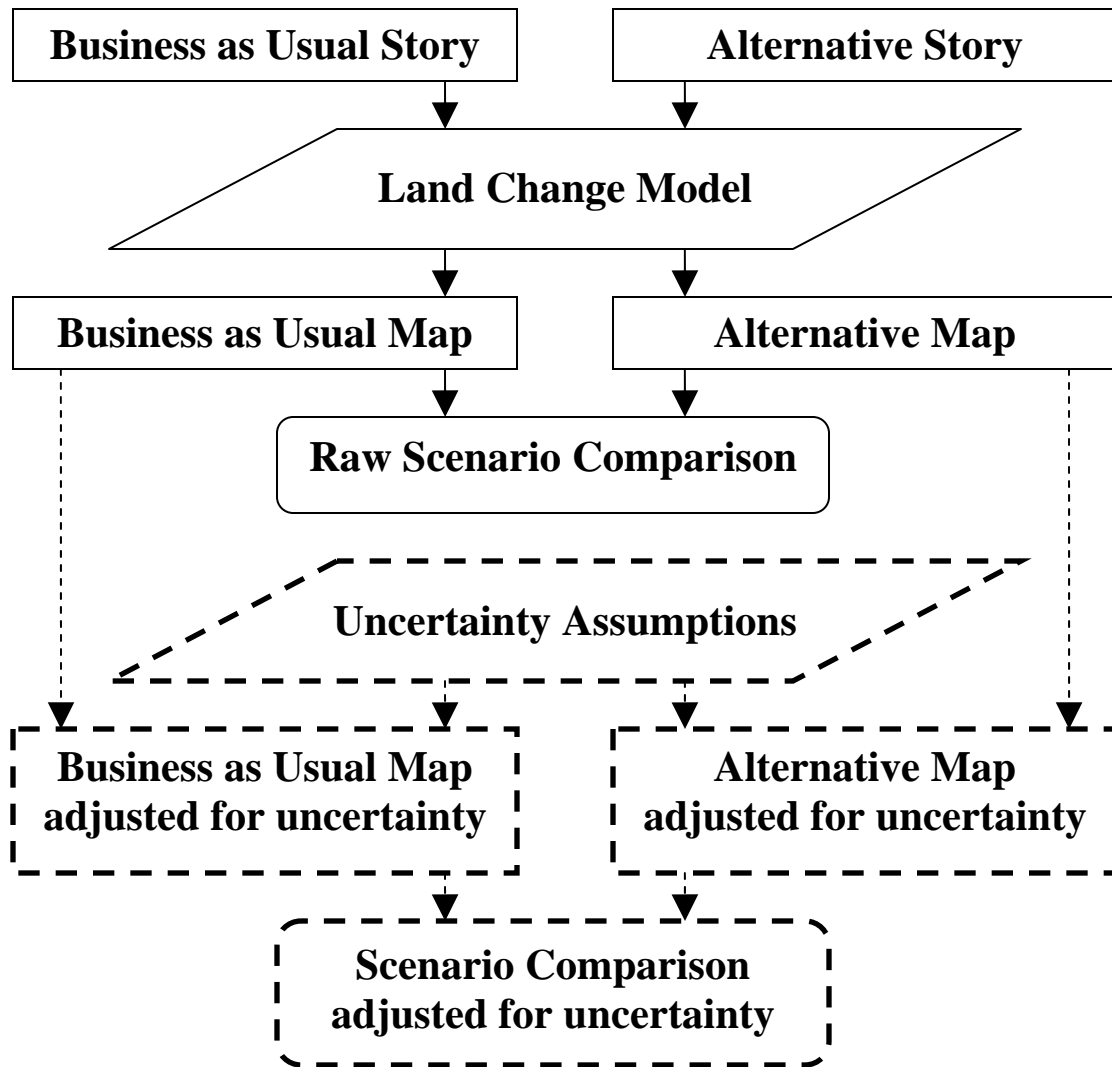 Business as Usual Story
Alternative Story
Land Change Model
Business as Usual Map
Alternative Map
Raw Scenario Comparison
Uncertainty Assumptions
Business as Usual Map
adjusted for uncertainty
Alternative Map
adjusted for uncertainty
Scenario Comparison
adjusted for uncertainty